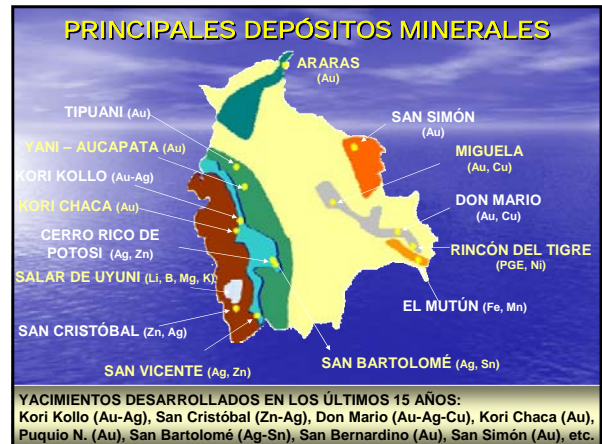 PRINCIPALES DEPÓSITOS MINERALES
ARARAS
(Au)
TIPUANI (Au)
SAN SIMÓN
(Au)
YANI – AUCAPATA (Au)
MIGUELA
(Au, Cu)
KORI KOLLO (Au-Ag)
DON MARIO
(Au, Cu)
KORI CHACA (Au)
CERRO RICO DE
POTOSI (Ag, Zn)
RINCÓN DEL TIGRE
(PGE, Ni)
SALAR DE UYUNI (Li, B, Mg, K)
EL MUTÚN (Fe, Mn)
SAN CRISTÓBAL (Zn, Ag)
SAN BARTOLOMÉ (Ag, Sn)
SAN VICENTE (Ag, Zn)
YACIMIENTOS DESARROLLADOS EN LOS ÚLTIMOS 15 AÑOS:
Kori Kollo (Au-Ag), San Cristóbal (Zn-Ag), Don Mario (Au-Ag-Cu), Kori Chaca (Au),
Puquio N. (Au), San Bartolomé (Ag-Sn), San Bernardino (Au), San Simón (Au), etc.